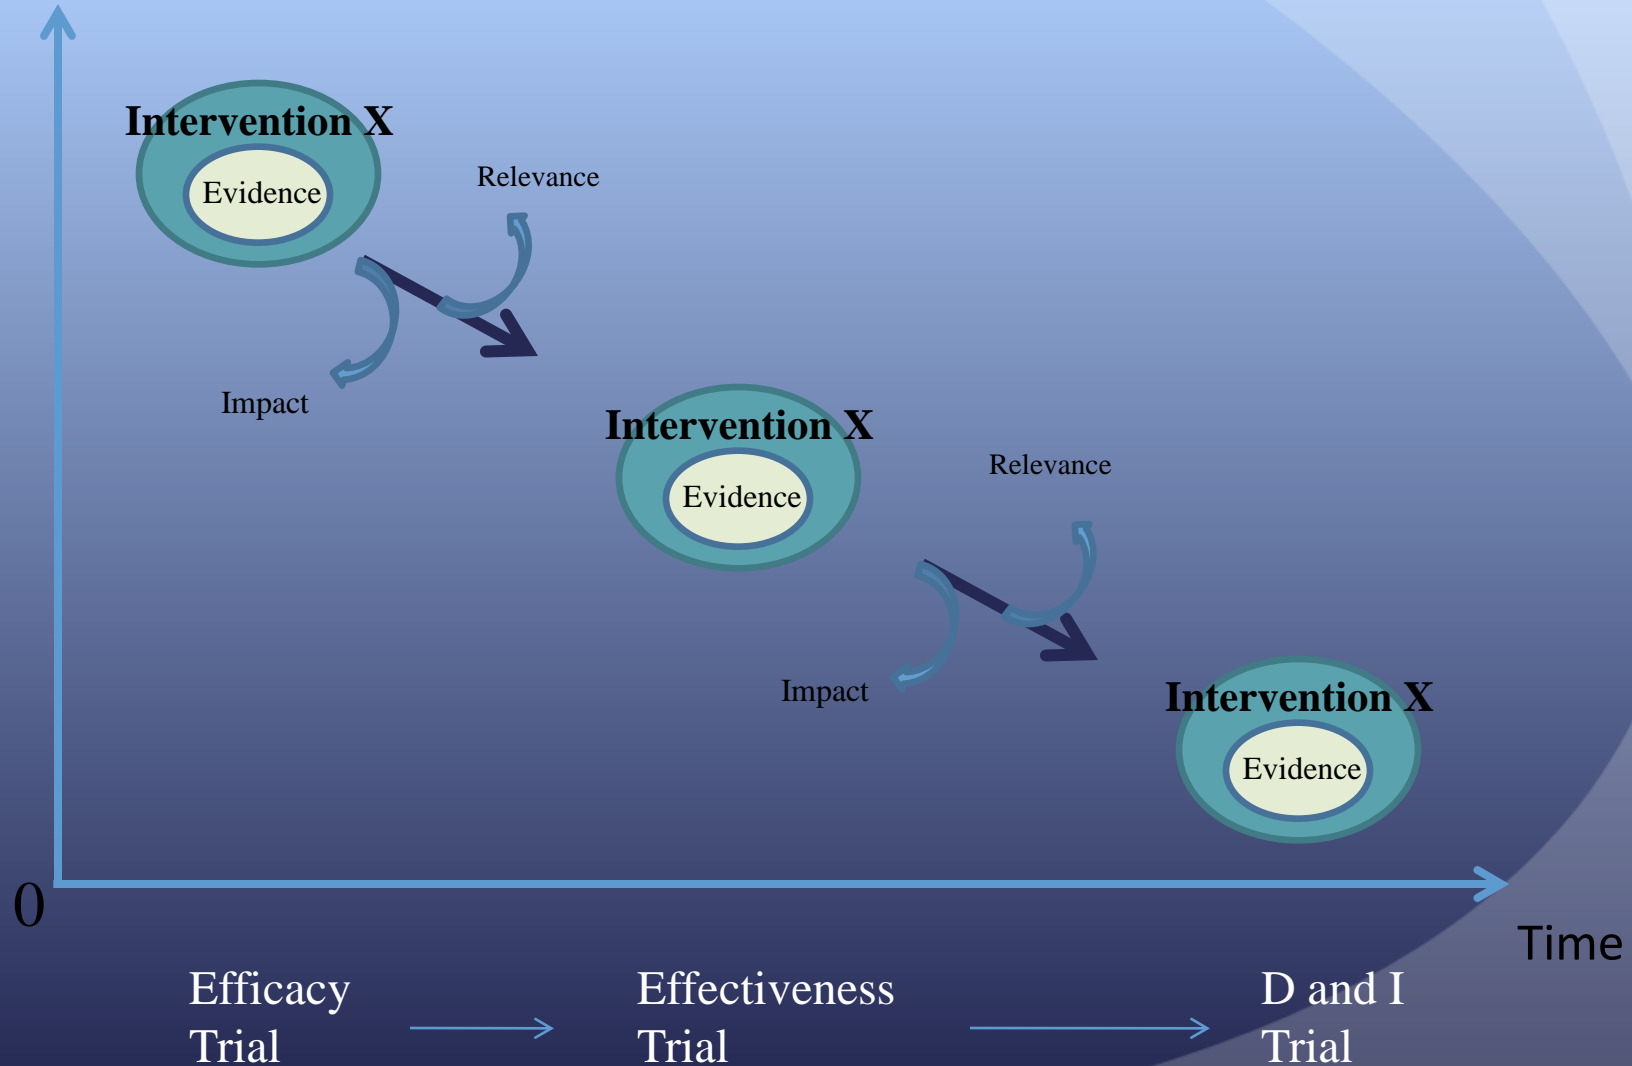 Intervention X
Evidence
Relevance
Impact
Intervention X
Evidence
Relevance
Impact
Intervention X
Evidence
0
Time
Efficacy
Trial
Effectiveness
Trial
D and I
Trial